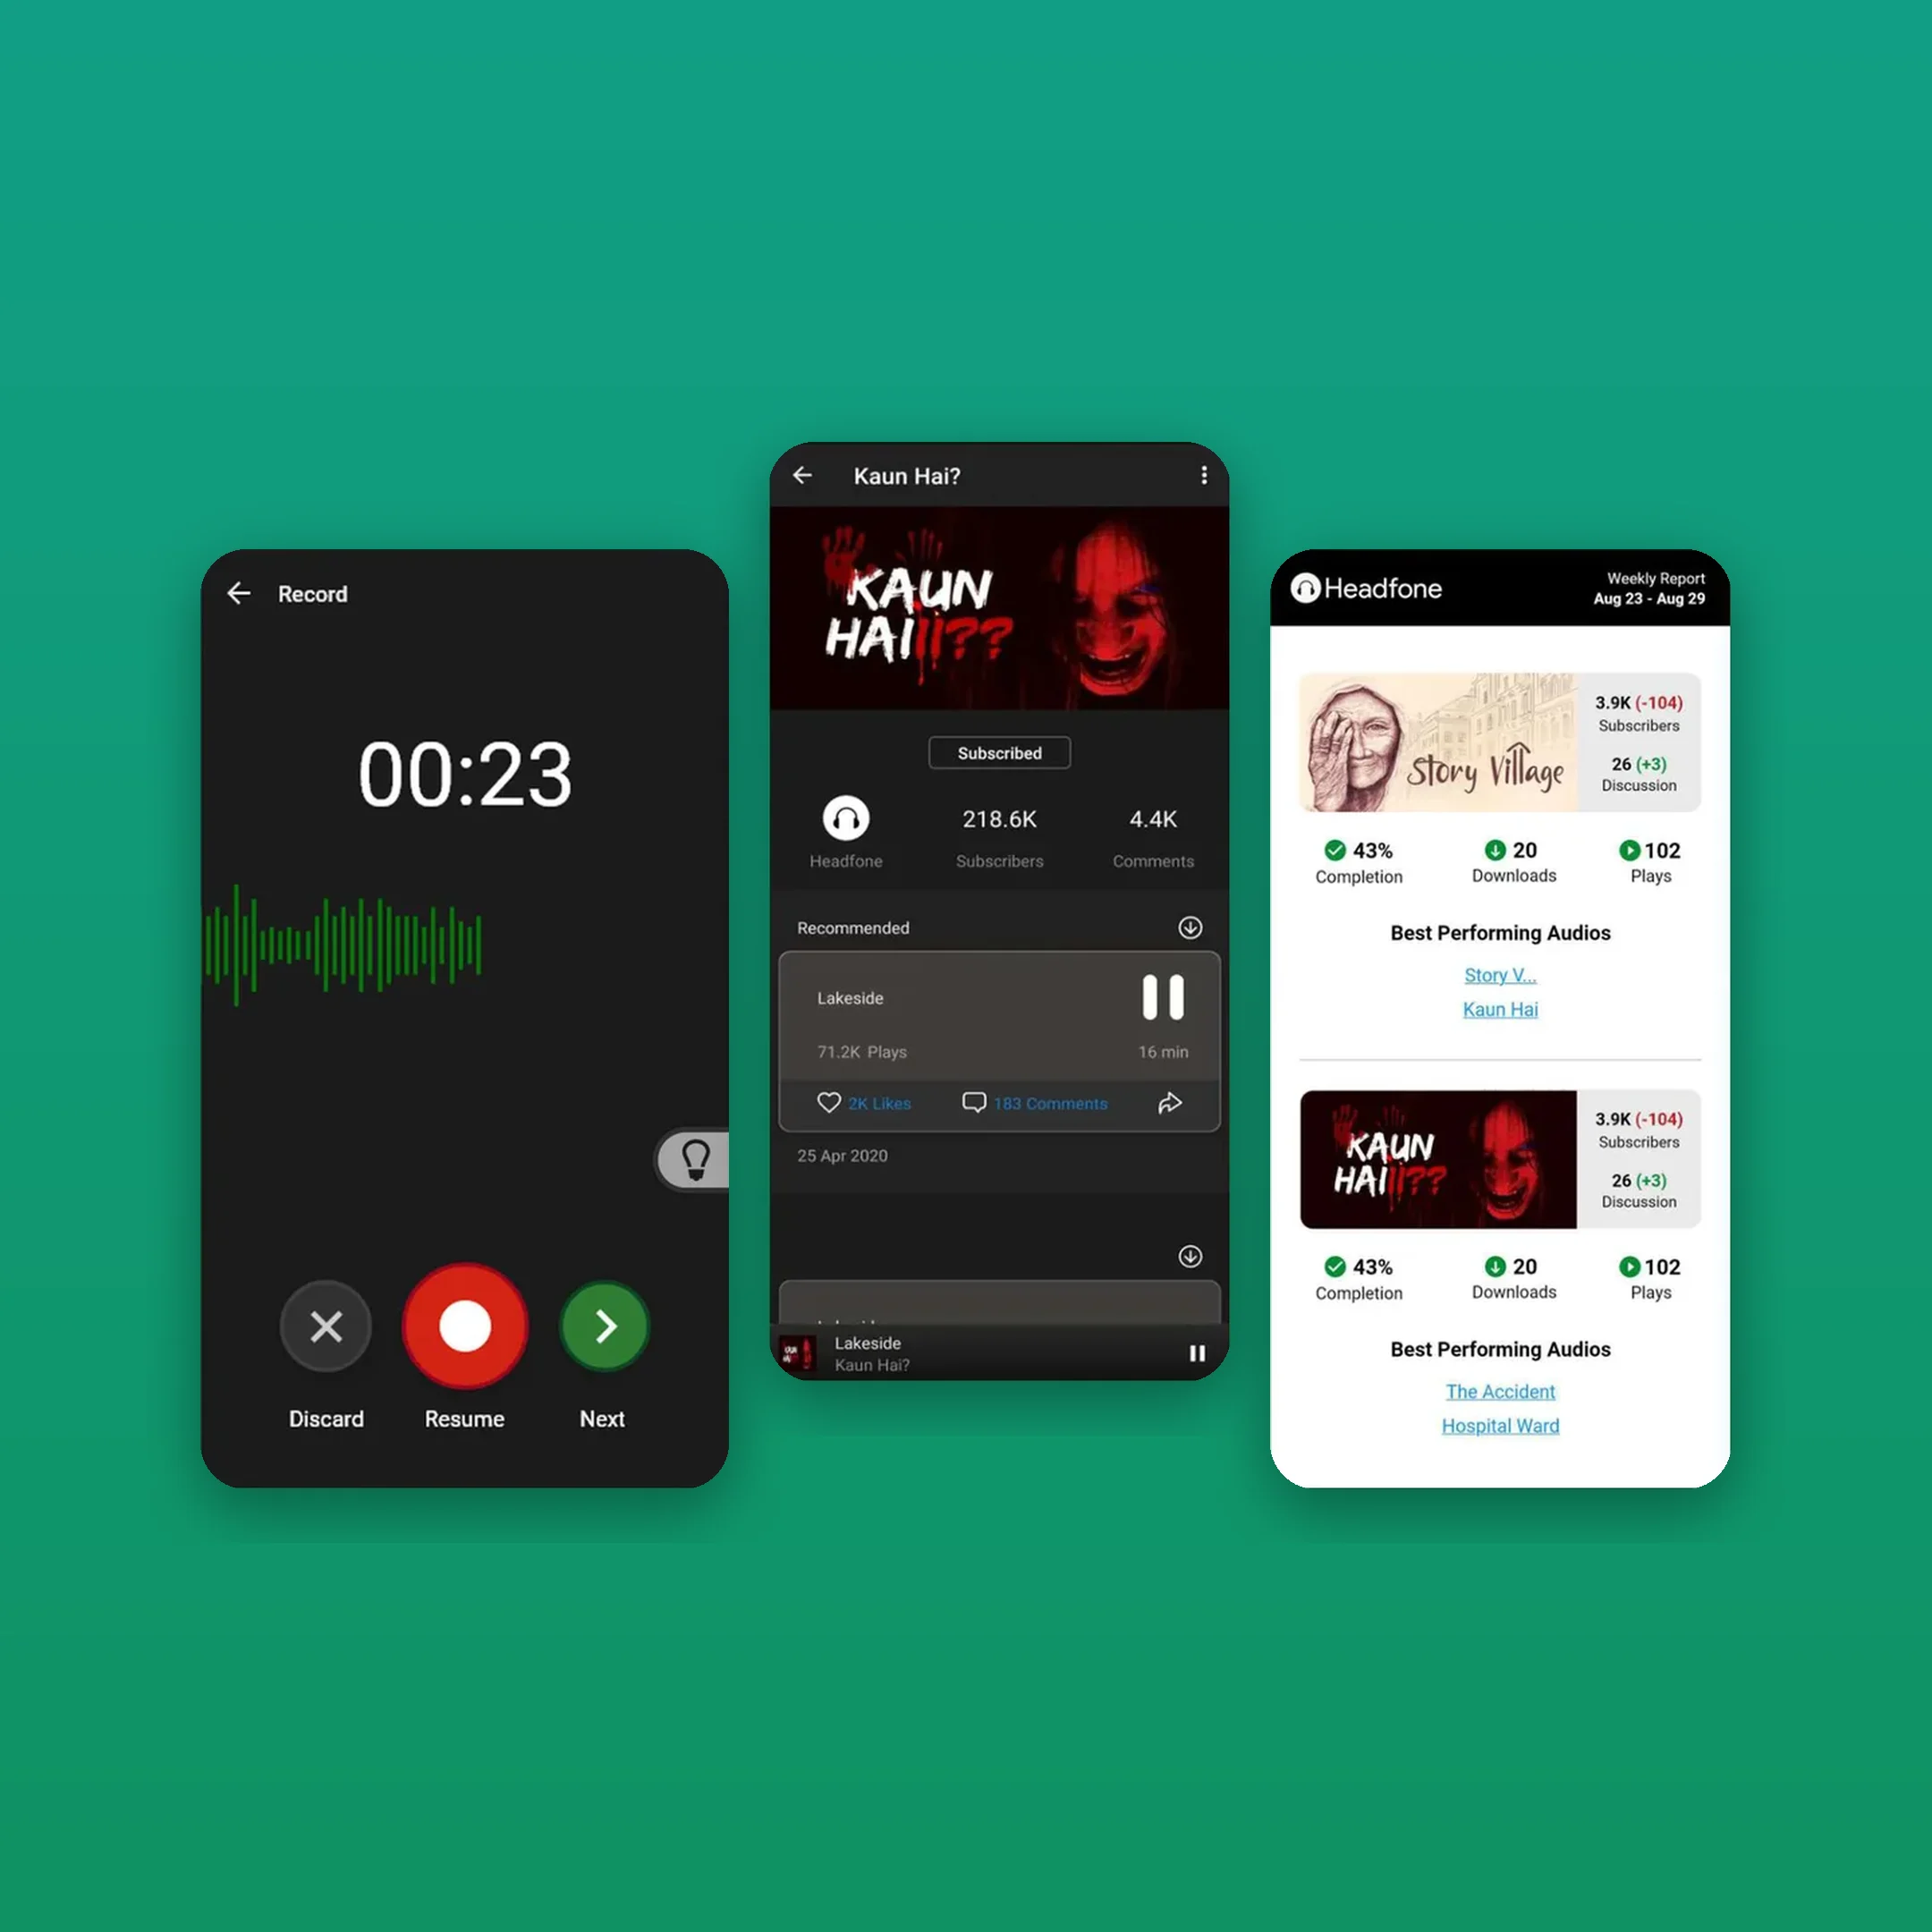 Record
00:23
Discard
Resume
Next
Kaun Hai?
KAUN
HAIIII??
Subscribed
Headfone
218.6K
Subscribers
4.4K
Comments
Recommended
Lakeside
71.2K Plays
16 min
2K Likes
183 Comments
25 Apr 2020
Lakeside
Kaun Hai?
Headfone
Weekly Report
Aug 23 - Aug 29
Story Village
3.9K (-104)
Subscribers
26 (+3)
Discussion
43%
Completion
20
Downloads
102
Plays
Best Performing Audios
Story V...
Kaun Hai
KAUN
HAIIII??
3.9K (-104)
Subscribers
26 (+3)
Discussion
43%
Completion
20
Downloads
102
Plays
Best Performing Audios
The Accident
Hospital Ward